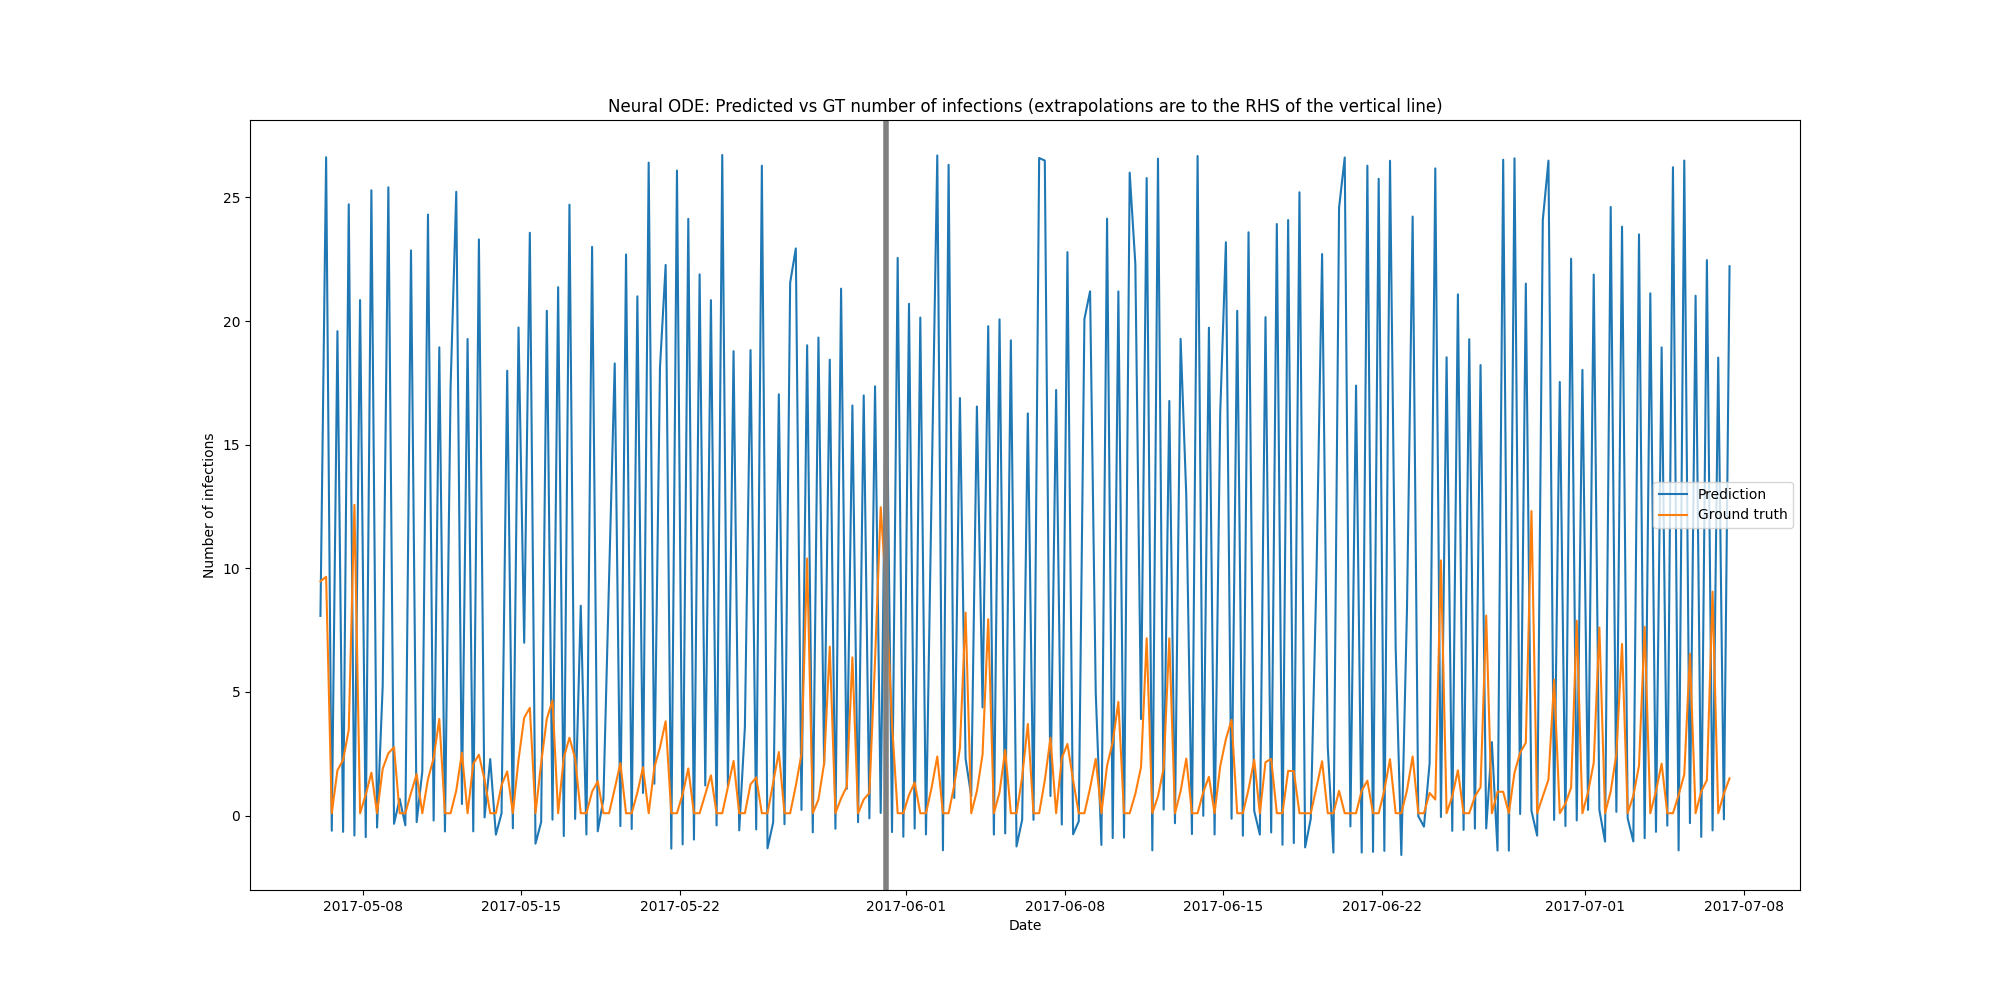 Neural ODE: Predicted vs GT number of infections (extrapolations are to the RHS of the vertical line)
Number of infections
25
20
15
10
5
0
Prediction
Ground truth
2017-05-08 2017-05-15 2017-05-22 2017-06-01 2017-06-08 2017-06-15 2017-06-22 2017-07-01 2017-07-08
Date